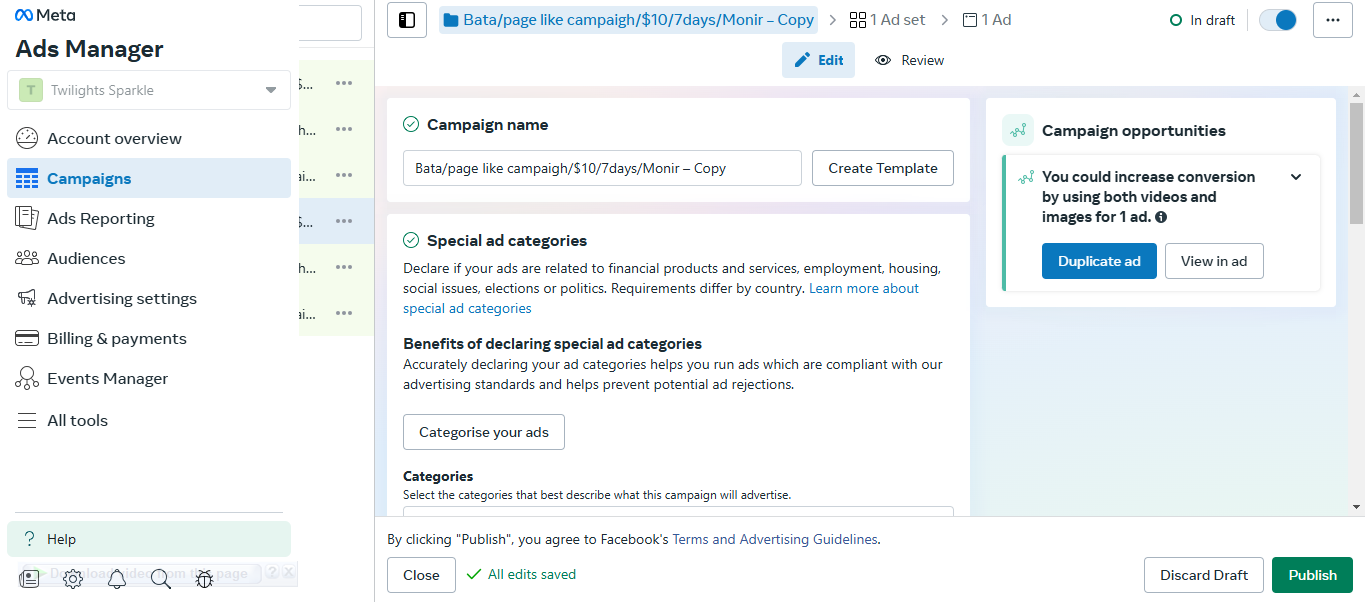 Meta
Ads Manager
T Twilights Sparkle
Account overview
Campaigns
Ads Reporting
Audiences
Advertising settings
Billing & payments
Events Manager
All tools
? Help
Download video from this page ? X
$...
h...
ai...
$...
h...
ai...
Bata/page like campaigh/$10/7days/Monir – Copy > 1 Ad set > 1 Ad
In draft
Edit Review
Campaign name
Bata/page like campaigh/$10/7days/Monir – Copy
Create Template
Special ad categories
Declare if your ads are related to financial products and services, employment, housing,
social issues, elections or politics. Requirements differ by country. Learn more about
special ad categories
Benefits of declaring special ad categories
Accurately declaring your ad categories helps you run ads which are compliant with our
advertising standards and helps prevent potential ad rejections.
Categorise your ads
Categories
Select the categories that best describe what this campaign will advertise.
Campaign opportunities
You could increase conversion
by using both videos and
images for 1 ad.
Duplicate ad View in ad
By clicking "Publish", you agree to Facebook's Terms and Advertising Guidelines.
Close All edits saved
Discard Draft Publish